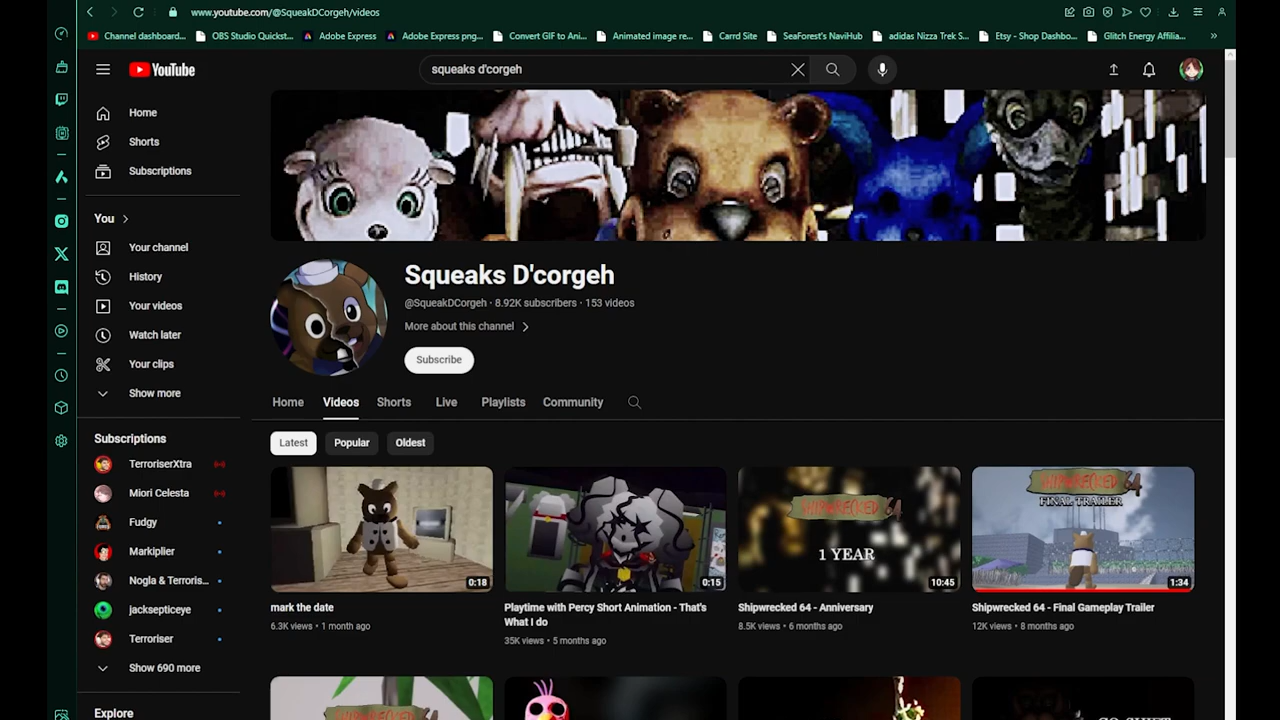 www.youtube.com/@SqueakDCorgeh/videos
Channel dashboard...
OBS Studio Quickst...
Adobe Express
Adobe Express png...
Convert GIF to Ani...
Animated image re...
Carrd Site
SeaForest's NaviHub
adidas Nizza Trek S...
Etsy - Shop Dashbo...
Glitch Energy Affilia...
YouTube
squeaks d'corgeh
Home
Shorts
Subscriptions
You
Your channel
History
Your videos
Watch later
Your clips
Show more
Subscriptions
TerroriserXtra
Miori Celesta
Fudgy
Markiplier
Nogla & Terroris...
jacksepticeye
Terroriser
Show 690 more
Explore
Squeaks D'corgeh
@SqueakDCorgeh · 8.92K subscribers · 153 videos
More about this channel
Subscribe
Home
Videos
Shorts
Live
Playlists
Community
Latest
Popular
Oldest
0:18
mark the date
6.3K views · 1 month ago
0:15
Playtime with Percy Short Animation - That's
What I do
35K views · 5 months ago
SHIPWRECKED 64
1 YEAR
10:45
Shipwrecked 64 - Anniversary
8.5K views · 6 months ago
SHIPWRECKED 64
FINAL TRAILER
1:34
Shipwrecked 64 - Final Gameplay Trailer
12K views · 8 months ago